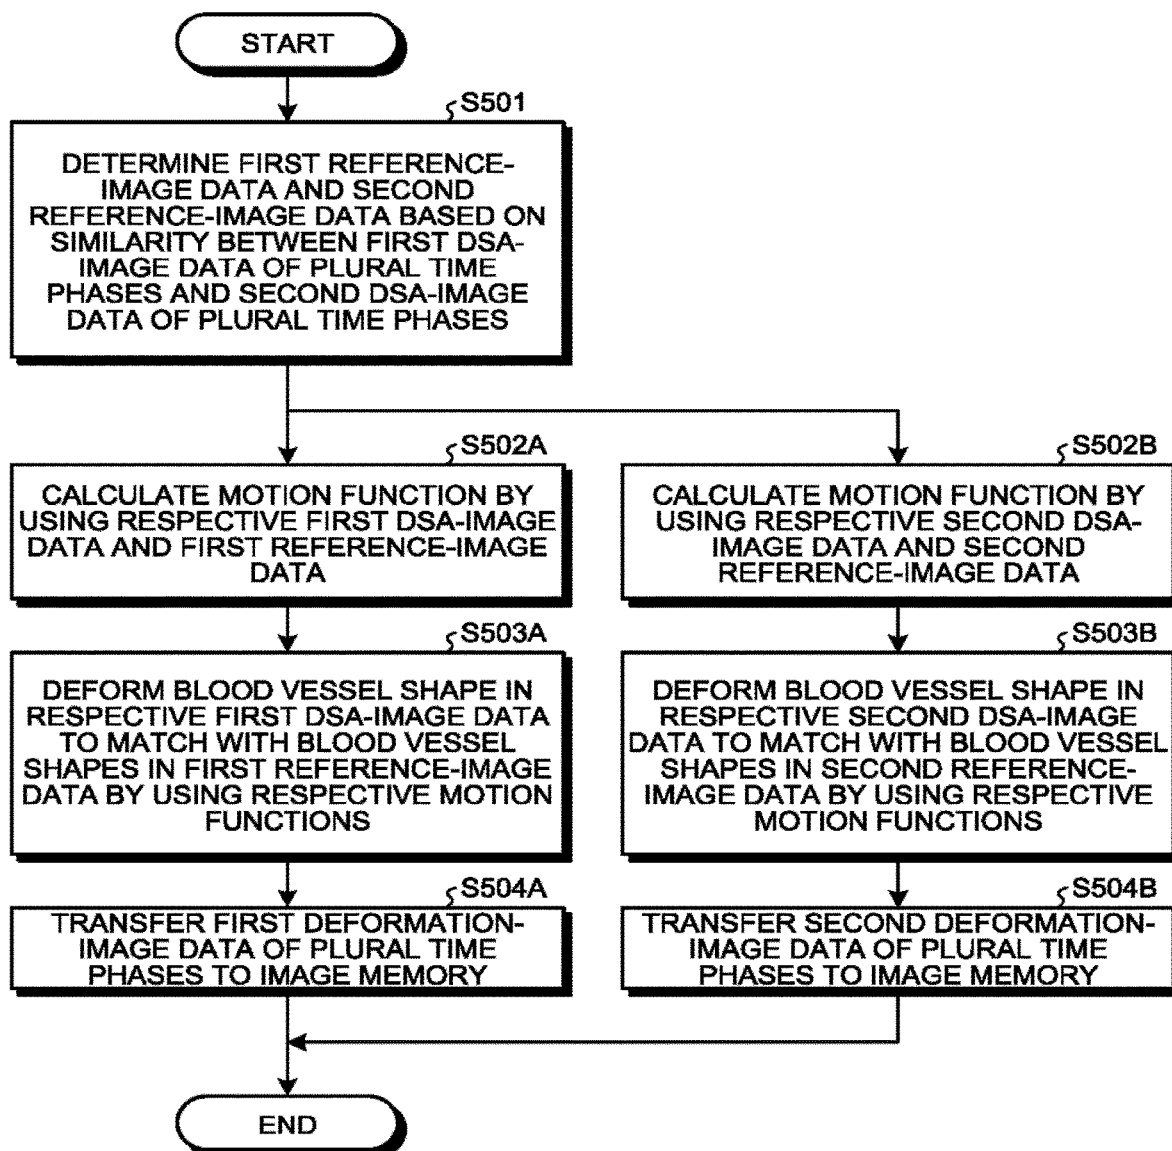 START
S501
DETERMINE FIRST REFERENCE-
IMAGE DATA AND SECOND
REFERENCE-IMAGE DATA BASED ON
SIMILARITY BETWEEN FIRST DSA-
IMAGE DATA OF PLURAL TIME
PHASES AND SECOND DSA-IMAGE
DATA OF PLURAL TIME PHASES
S502A
CALCULATE MOTION FUNCTION BY
USING RESPECTIVE FIRST DSA-IMAGE
DATA AND FIRST REFERENCE-IMAGE
DATA
S502B
CALCULATE MOTION FUNCTION BY
USING RESPECTIVE SECOND DSA-
IMAGE DATA AND SECOND
REFERENCE-IMAGE DATA
S503A
DEFORM BLOOD VESSEL SHAPE IN
RESPECTIVE FIRST DSA-IMAGE DATA
TO MATCH WITH BLOOD VESSEL
SHAPES IN FIRST REFERENCE-IMAGE
DATA BY USING RESPECTIVE MOTION
FUNCTIONS
S503B
DEFORM BLOOD VESSEL SHAPE IN
RESPECTIVE SECOND DSA-IMAGE
DATA TO MATCH WITH BLOOD VESSEL
SHAPES IN SECOND REFERENCE-
IMAGE DATA BY USING RESPECTIVE
MOTION FUNCTIONS
S504A
TRANSFER FIRST DEFORMATION-
IMAGE DATA OF PLURAL TIME
PHASES TO IMAGE MEMORY
S504B
TRANSFER SECOND DEFORMATION-
IMAGE DATA OF PLURAL TIME
PHASES TO IMAGE MEMORY
END